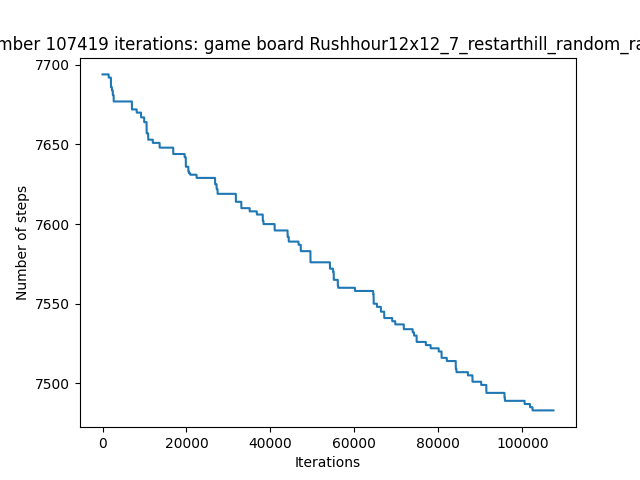 mber 107419 iterations: game board Rushhour12x12_7_restarthill_random_ra
7700
7650
7600
7550
7500
Number of steps
0 20000 40000 60000 80000 100000
Iterations